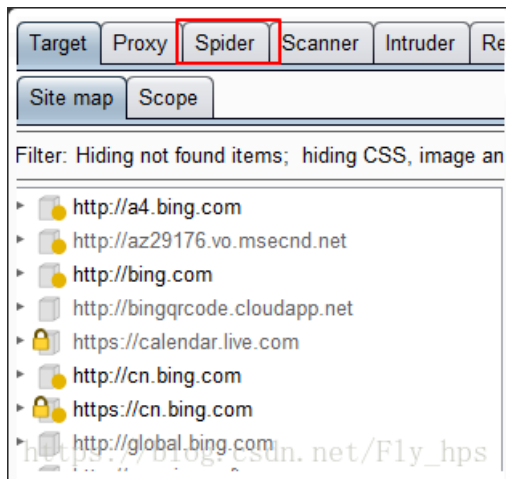 Target Proxy Spider Scanner Intruder Re
Site map Scope
Filter: Hiding not found items; hiding CSS, image an
http://a4.bing.com
http://az29176.vo.msecnd.net
http://bing.com
http://bingqrcode.cloudapp.net
https://calendar.live.com
http://cn.bing.com
https://cn.bing.com
http://global.bing.com
https://blog.csdn.net/Fly_hps